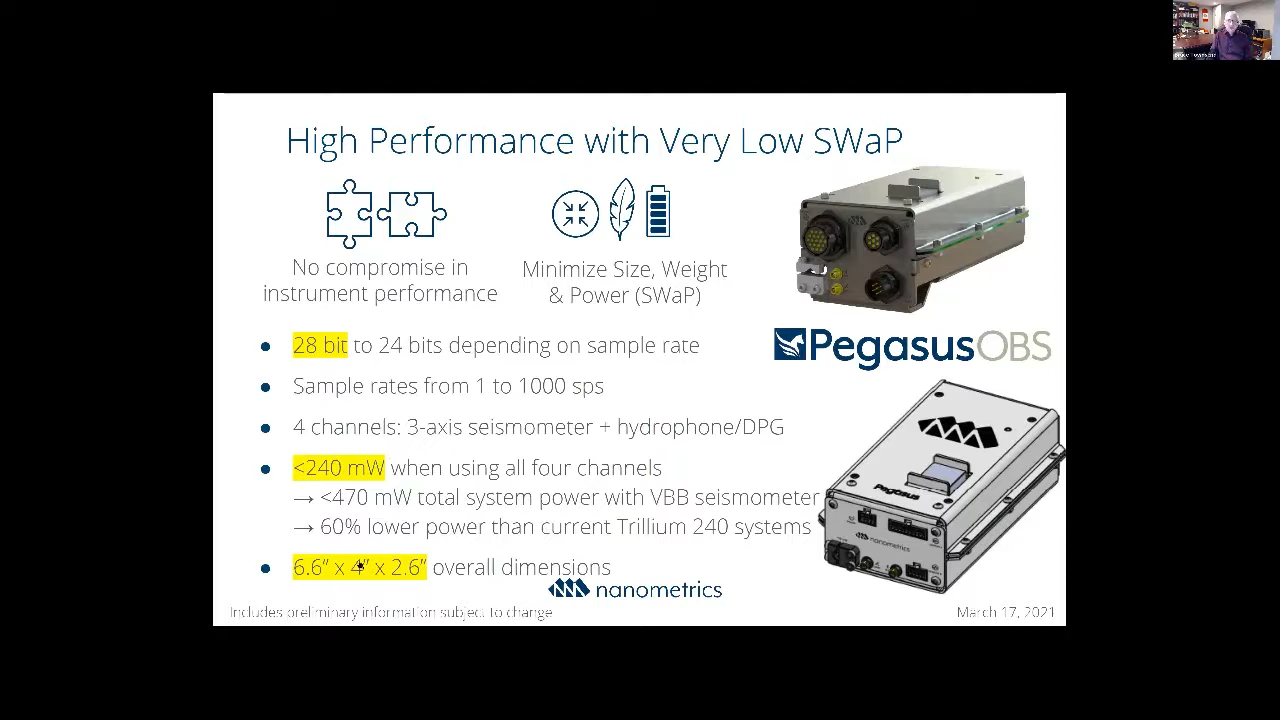 High Performance with Very Low SWaP
No compromise in
instrument performance
Minimize Size, Weight
& Power (SWaP)
28 bit to 24 bits depending on sample rate
Sample rates from 1 to 1000 sps
4 channels: 3-axis seismometer + hydrophone/DPG
<240 mW when using all four channels
→ <470 mW total system power with VBB seismometer
→ 60% lower power than current Trillium 240 systems
6.6” x 4” x 2.6” overall dimensions
PegasusOBS
Pegasus
nanometrics
nanometrics
Includes preliminary information subject to change
March 17, 2021